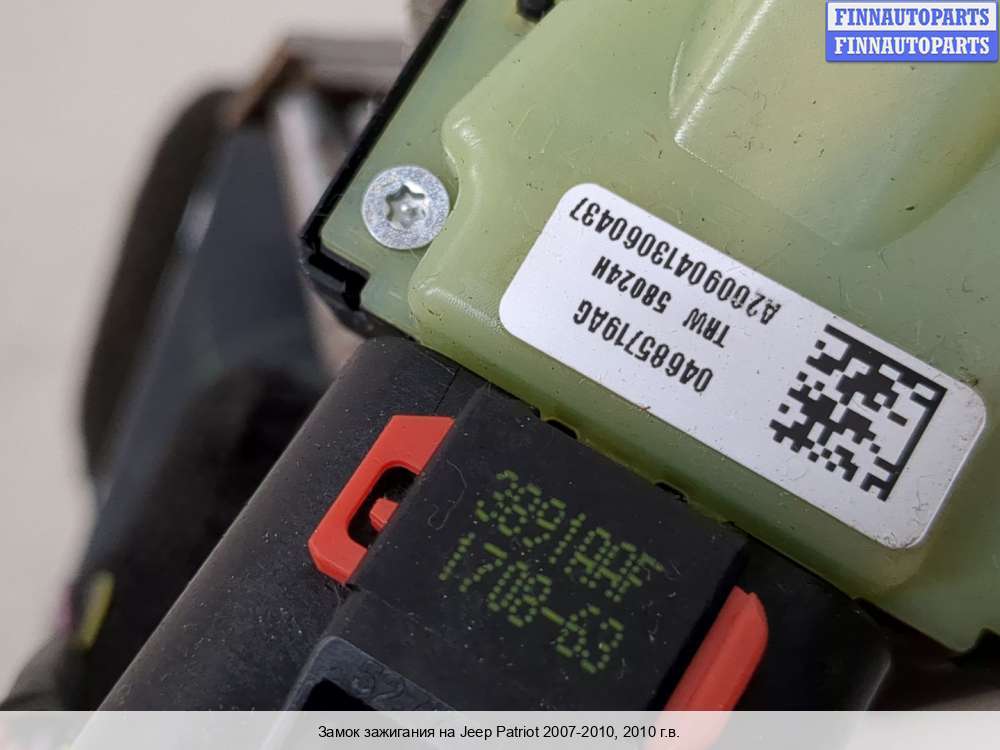 FINNAUTOPARTS
FINNAUTOPARTS
04685719AG
TRW 58024H
A20090413060437
Замок зажигания на Jeep Patriot 2007-2010, 2010 г.в.